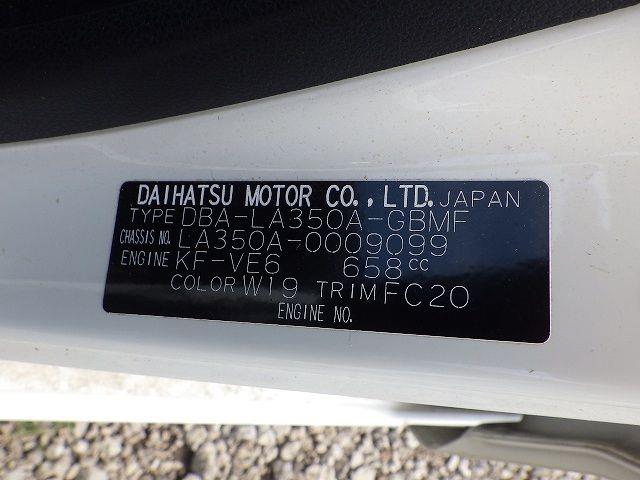 DAIHATSU MOTOR CO.,LTD. JAPAN
TYPE DBA-LA350A-GBMF
CHASSIS NO. LA350A-0009099
ENGINE KF-VE6 658cc
COLOR W19 TRIM FC20
ENGINE NO.